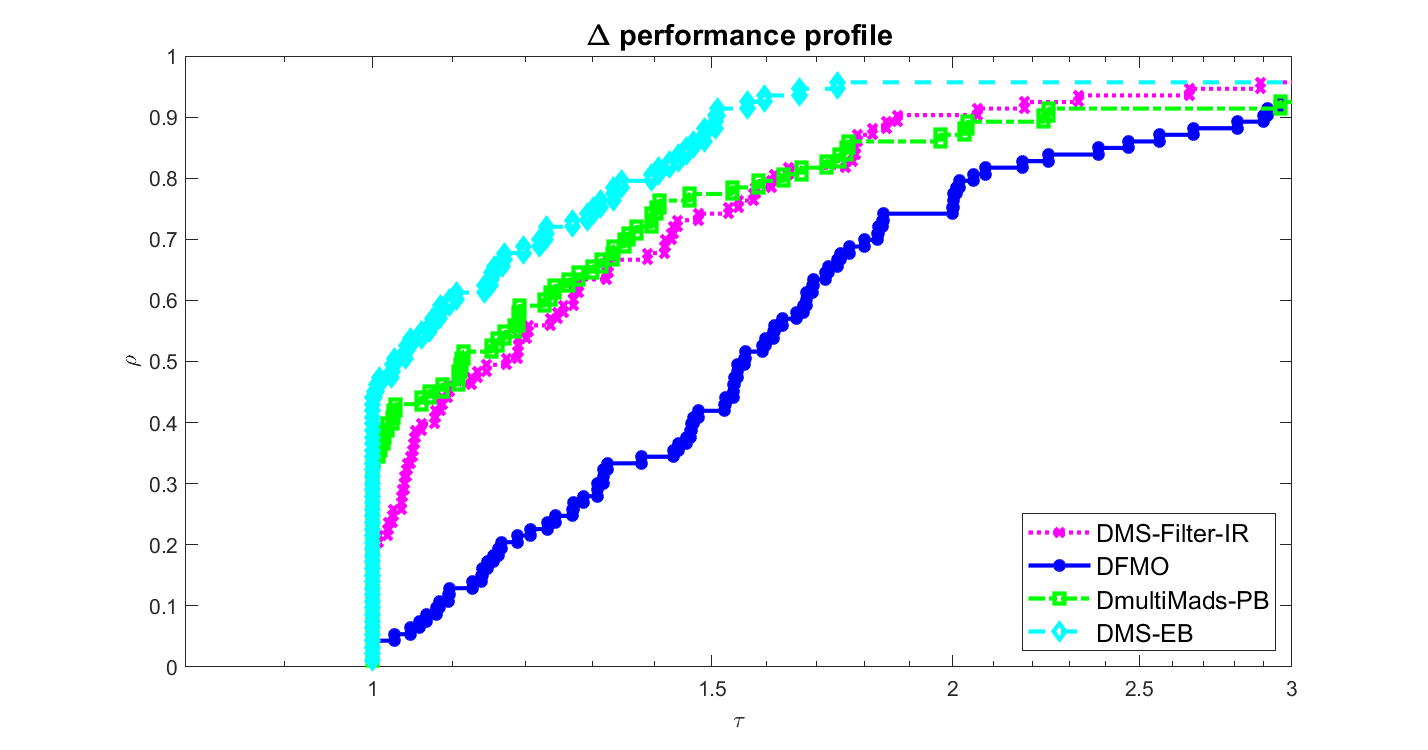 Δ performance profile
1
0.9
0.8
0.7
0.6
0.5
0.4
0.3
0.2
0.1
0
ρ
1
1.5
2
2.5
3
τ
DMS-Filter-IR
DFMO
DmultiMads-PB
DMS-EB